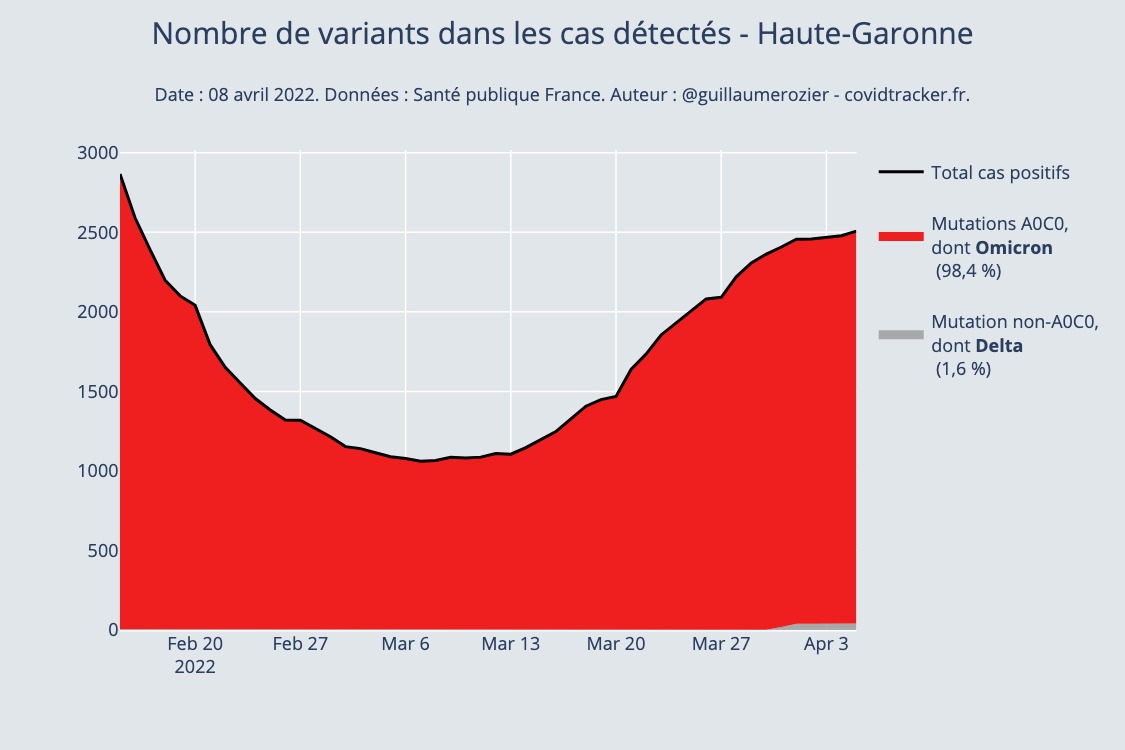 Nombre de variants dans les cas détectés - Haute-Garonne
Date : 08 avril 2022. Données : Santé publique France. Auteur : @guillaumerozier - covidtracker.fr.
3000
2500
2000
1500
1000
500
0
Feb 20
2022
Feb 27
Mar 6
Mar 13
Mar 20
Mar 27
Apr 3
Total cas positifs
Mutations A0C0,
dont Omicron
(98,4 %)
Mutation non-A0C0,
dont Delta
(1,6 %)